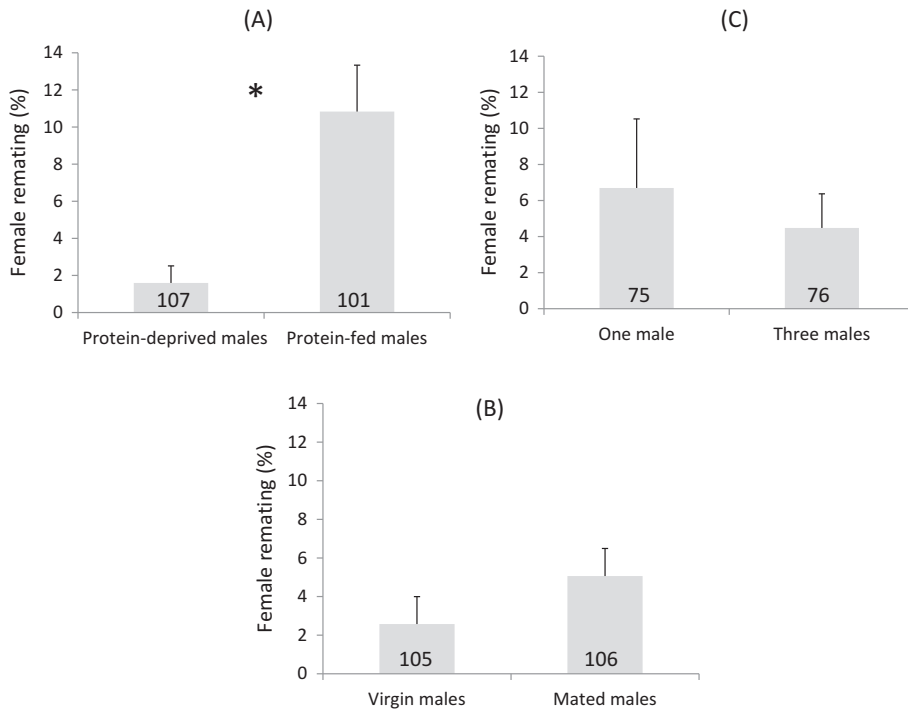 (A)
Female remating (%)
14
12
10
8
6
4
2
0
*
107
101
Protein-deprived males
Protein-fed males
(C)
Female remating (%)
14
12
10
8
6
4
2
0
75
76
One male
Three males
(B)
Female remating (%)
14
12
10
8
6
4
2
0
105
106
Virgin males
Mated males